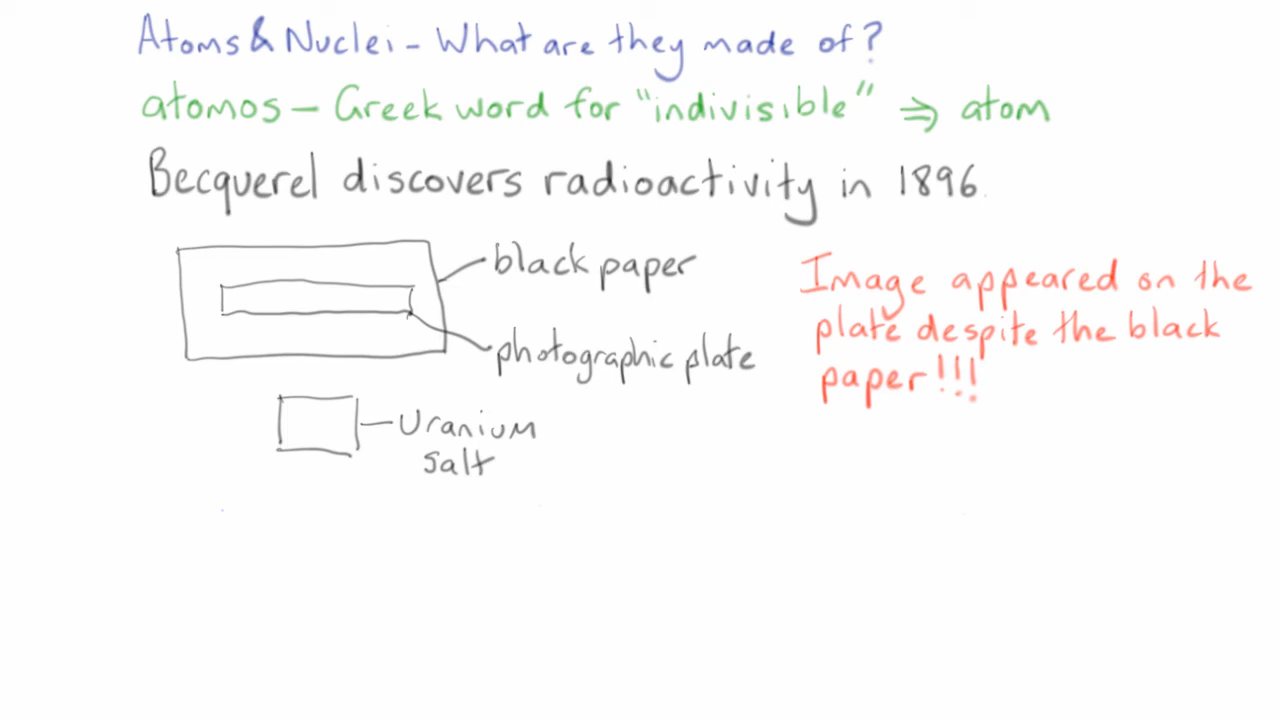 Atoms & Nuclei - What are they made of?
atomos - Greek word for "indivisible" ⇒ atom
Becquerel discovers radioactivity in 1896.
black paper
photographic plate
Uranium
salt
Image appeared on the
plate despite the black
paper!!!